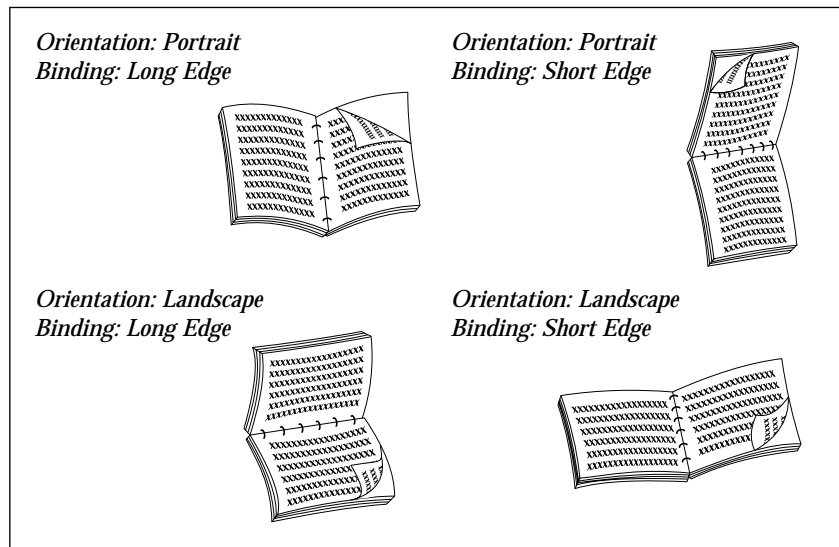 Orientation: Portrait
Binding: Long Edge
Orientation: Portrait
Binding: Short Edge
Orientation: Landscape
Binding: Long Edge
Orientation: Landscape
Binding: Short Edge